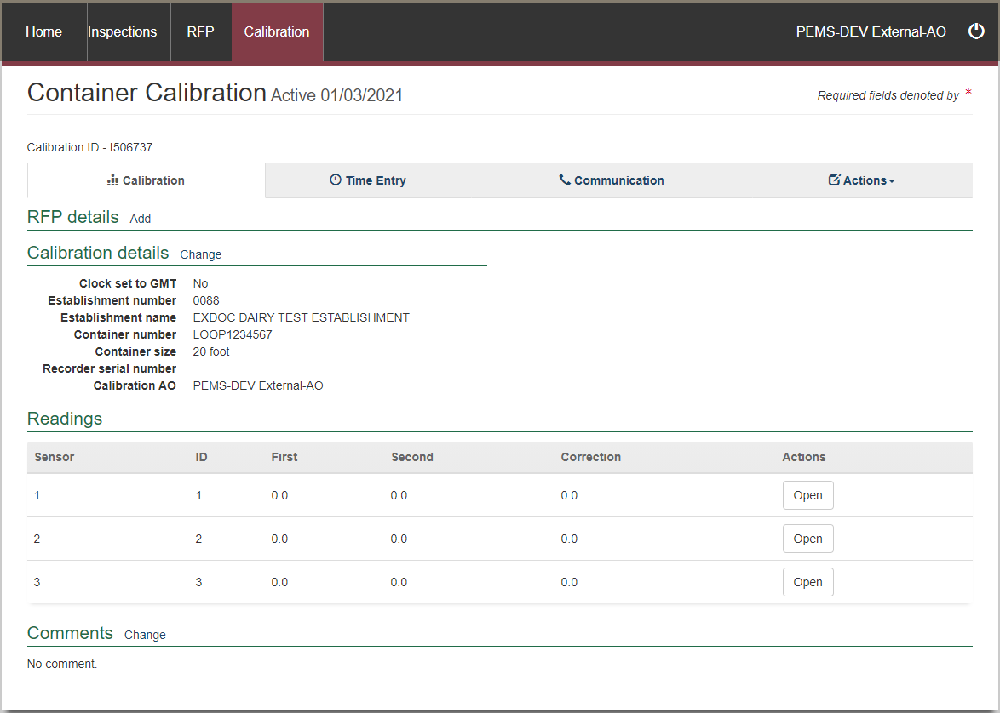 Home Inspections RFP Calibration PEMS-DEV External-AO
Container Calibration Active 01/03/2021 Required fields denoted by *
Calibration ID - I506737
Calibration Time Entry Communication Actions
RFP details Add
Calibration details Change
Clock set to GMT No
Establishment number 0088
Establishment name EXDOC DAIRY TEST ESTABLISHMENT
Container number LOOP1234567
Container size 20 foot
Recorder serial number
Calibration AO PEMS-DEV External-AO
Readings
Sensor ID First Second Correction Actions
1 1 0.0 0.0 0.0 Open
2 2 0.0 0.0 0.0 Open
3 3 0.0 0.0 0.0 Open
Comments Change
No comment.